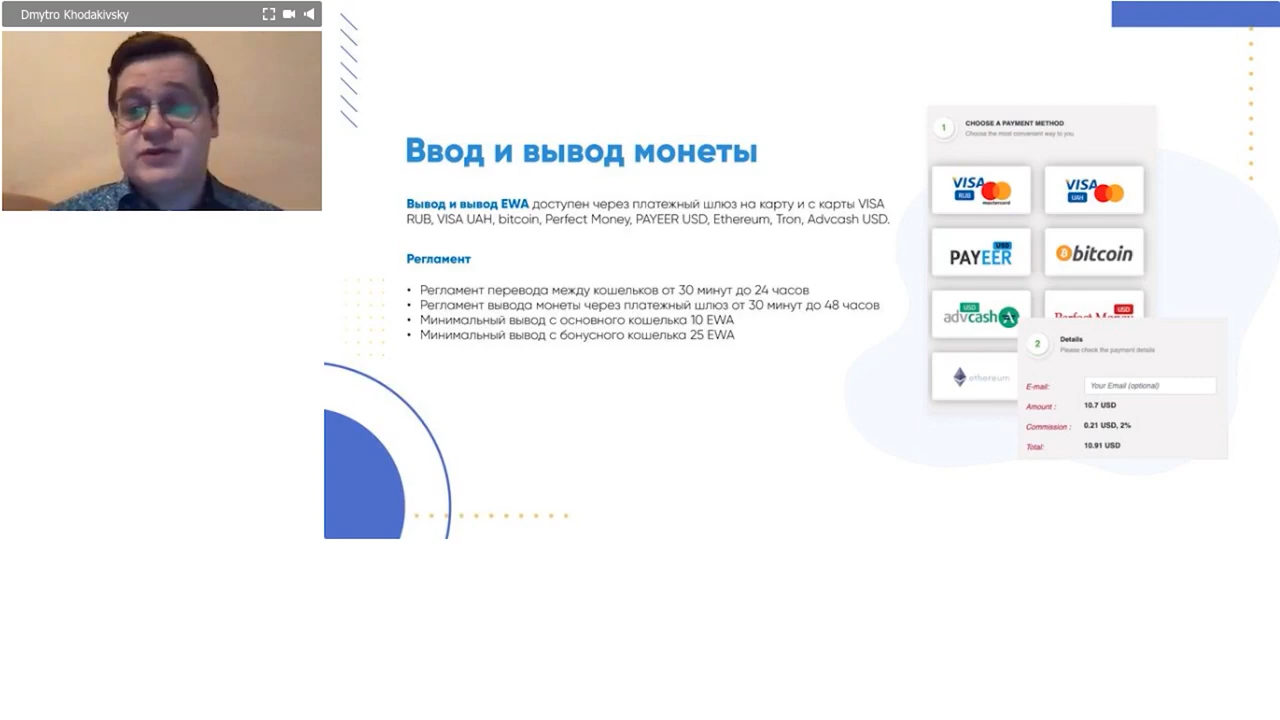 Dmytro Khodakivsky
Ввод и вывод монеты
Вывод и вывод EWA доступен через платежный шлюз на карту и с карты VISA
RUB, VISA UAH, bitcoin, Perfect Money, PAYEER USD, Ethereum, Tron, Advcash USD.
Регламент
• Регламент перевода между кошельков от 30 минут до 24 часов
• Регламент вывода монеты через платежный шлюз от 30 минут до 48 часов
• Минимальный вывод с основного кошелька 10 EWA
• Минимальный вывод с бонусного кошелька 25 EWA
1
CHOOSE A PAYMENT METHOD
Choose the most convenient way to you.
VISA
RUB
mastercard
VISA
UAH
USD
PAYEER
bitcoin
USD
advcash
USD
Perfect Money
ethereum
2
Details
Please check the payment details
E-mail:
Your Email (optional)
Amount :
10.7 USD
Commission :
0.21 USD, 2%
Total:
10.91 USD